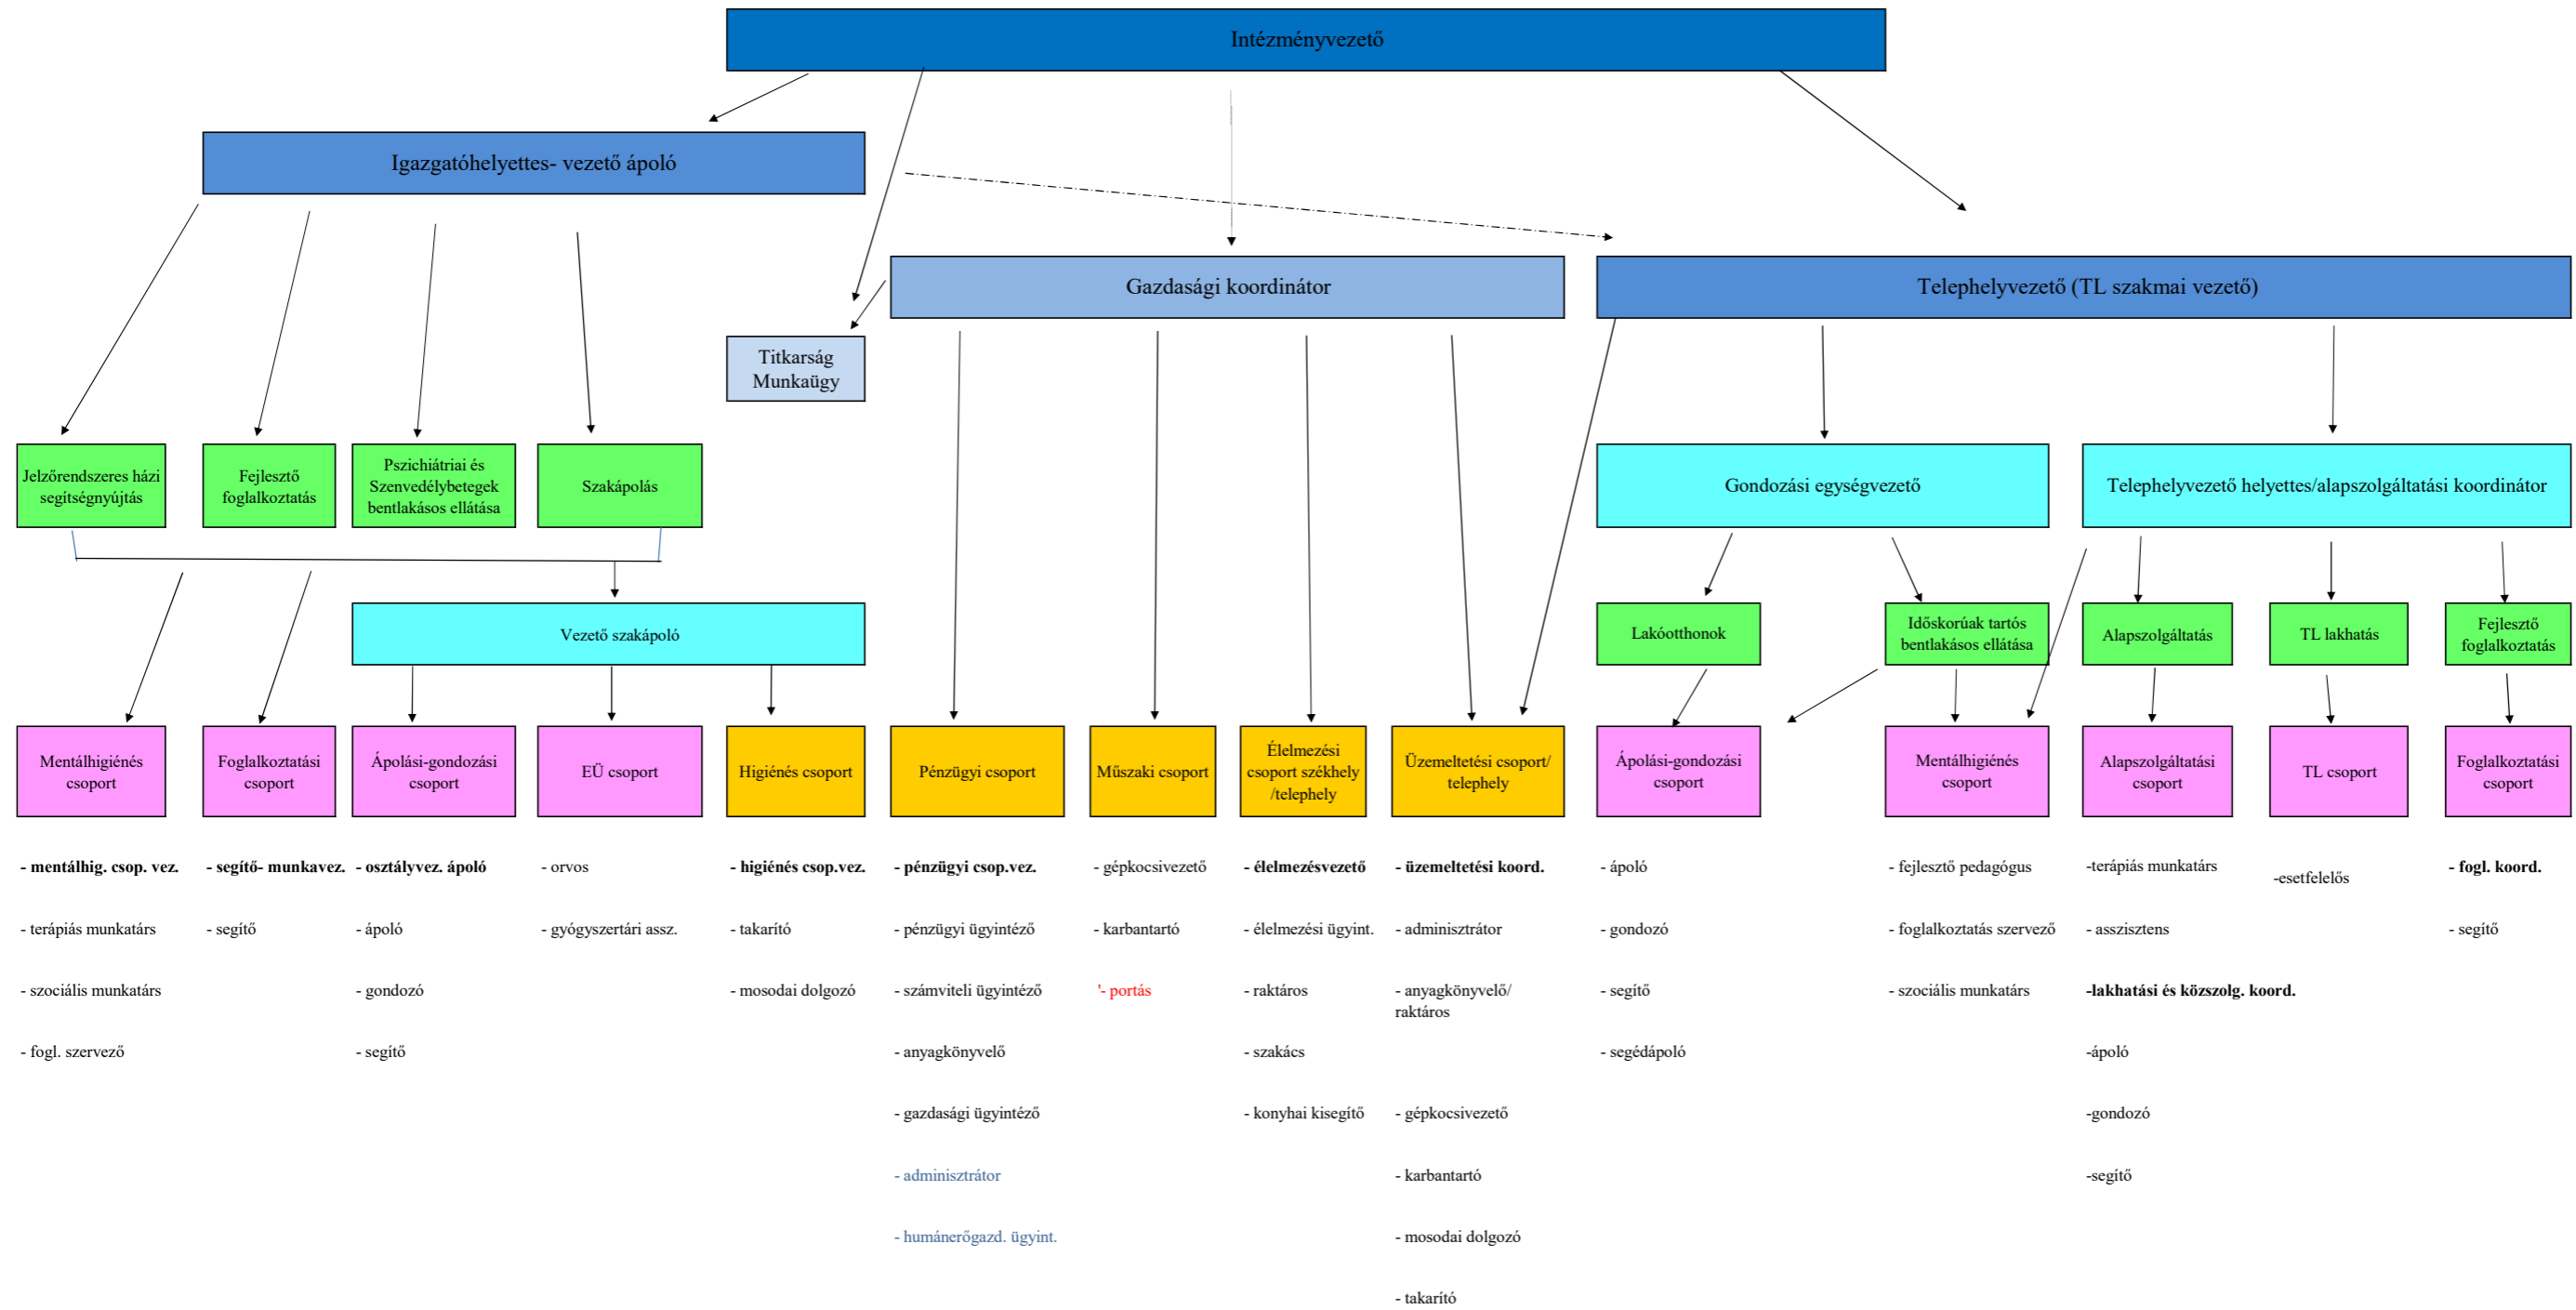 Intézményvezető
Igazgatóhelyettes- vezető ápoló
Gazdasági koordinátor
Telephelyvezető (TL szakmai vezető)
Titkarság
Munkaügy
Jelzőrendszeres házi
segítségnyújtás
Fejlesztő
foglalkoztatás
Pszichiátriai és
Szenvedélybetegek
bentlakásos ellátása
Szakápolás
Gondozási egységvezető
Telephelyvezető helyettes/alapszolgáltatási koordinátor
Vezető szakápoló
Lakóotthonok
Időskorúak tartós
bentlakásos ellátása
Alapszolgáltatás
TL lakhatás
Fejlesztő
foglalkoztatás
Mentálhigiénés
csoport
Foglalkoztatási
csoport
Ápolási-gondozási
csoport
EÜ csoport
Higiénés csoport
Pénzügyi csoport
Műszaki csoport
Élelmezési
csoport székhely
/telephely
Üzemeltetési csoport/
telephely
Ápolási-gondozási
csoport
Mentálhigiénés
csoport
Alapszolgáltatási
csoport
TL csoport
Foglalkoztatási
csoport
- mentálhig. csop. vez.
- terápiás munkatárs
- szociális munkatárs
- fogl. szervező
- segítő- munkavez.
- segítő
- osztályvez. ápoló
- ápoló
- gondozó
- segítő
- orvos
- gyógyszertári assz.
- higiénés csop.vez.
- takarító
- mosodai dolgozó
- pénzügyi csop.vez.
- pénzügyi ügyintéző
- számviteli ügyintéző
- anyagkönyvelő
- gazdasági ügyintéző
- adminisztrátor
- humánerőgazd. ügyint.
- gépkocsivezető
- karbantartó
'- portás
- élelmezésvezető
- élelmezési ügyint.
- raktáros
- szakács
- konyhai kisegítő
- üzemeltetési koord.
- adminisztrátor
- anyagkönyvelő/
raktáros
- gépkocsivezető
- karbantartó
- mosodai dolgozó
- takarító
- ápoló
- gondozó
- segítő
- segédápoló
- fejlesztő pedagógus
- foglalkoztatás szervező
- szociális munkatárs
-terápiás munkatárs
- asszisztens
-lakhatási és közszolg. koord.
-ápoló
-gondozó
-segítő
-esetfelelős
- fogl. koord.
- segítő